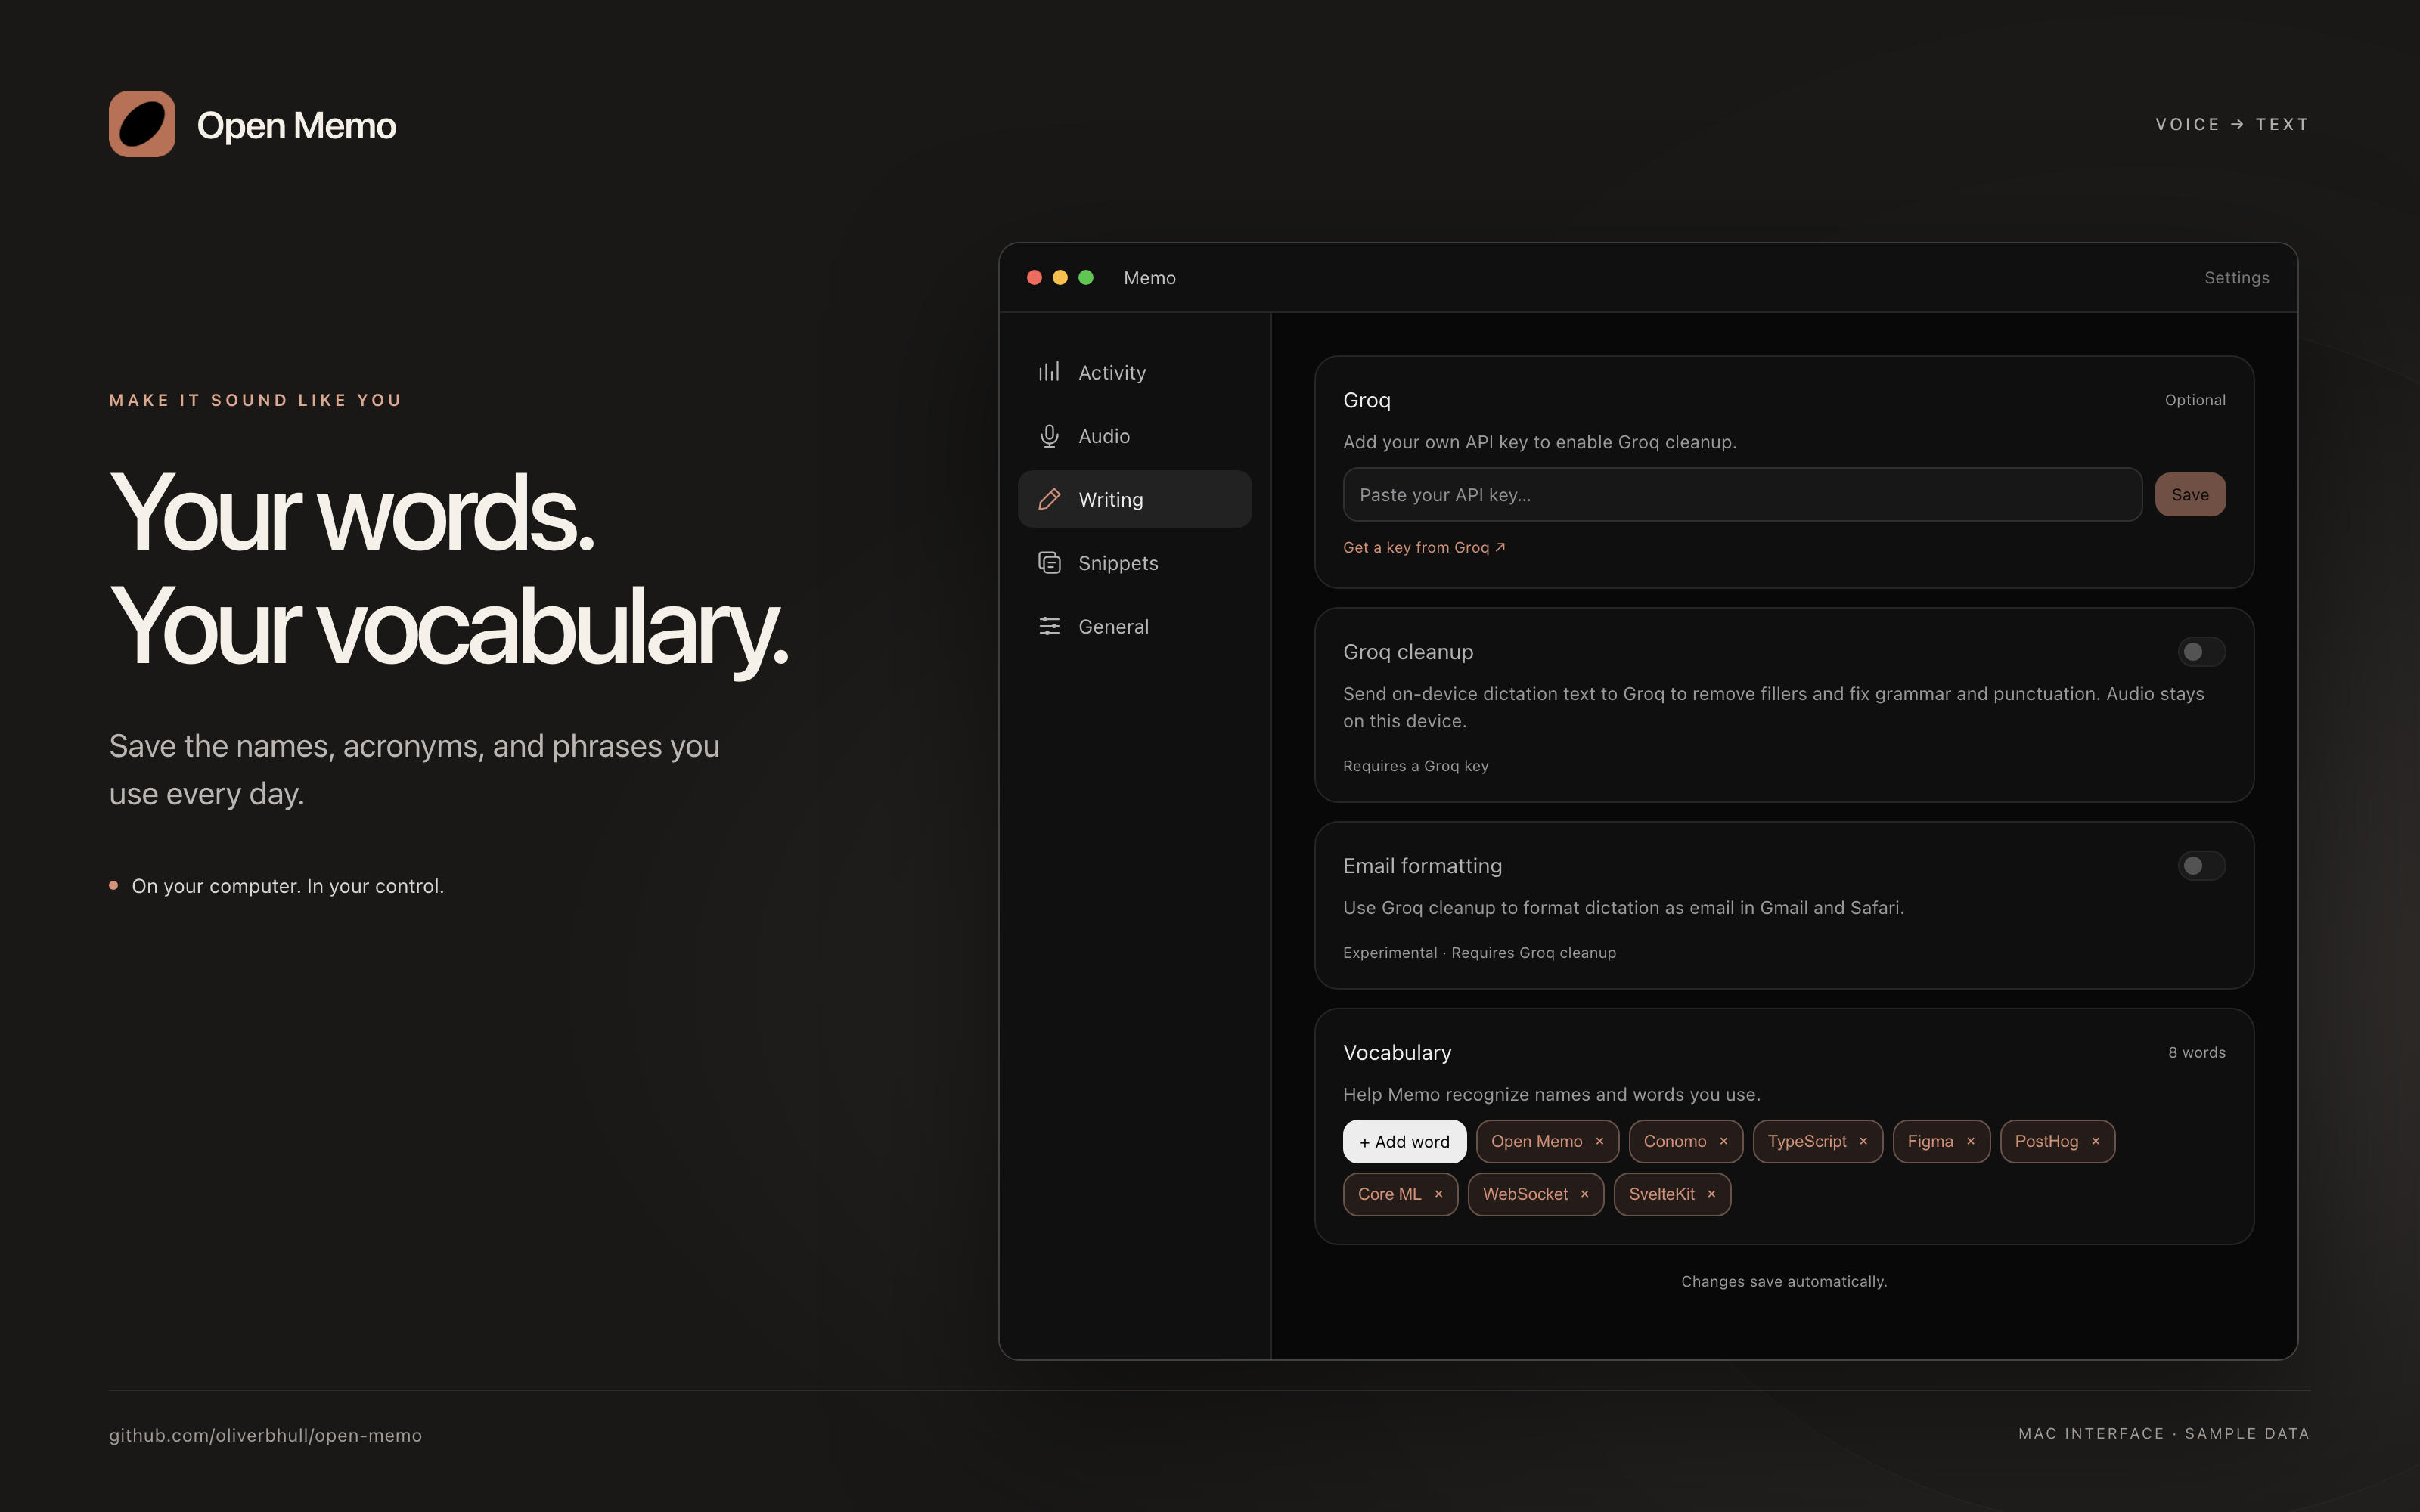 Open Memo
VOICE → TEXT
MAKE IT SOUND LIKE YOU
Your words.
Your vocabulary.
Save the names, acronyms, and phrases you
use every day.
On your computer. In your control.
Memo
Settings
Activity
Audio
Writing
Snippets
General
Groq
Optional
Add your own API key to enable Groq cleanup.
Paste your API key...
Save
Get a key from Groq ↗
Groq cleanup
Send on-device dictation text to Groq to remove fillers and fix grammar and punctuation. Audio stays
on this device.
Requires a Groq key
Email formatting
Use Groq cleanup to format dictation as email in Gmail and Safari.
Experimental · Requires Groq cleanup
Vocabulary
8 words
Help Memo recognize names and words you use.
+ Add word Open Memo × Conomo × TypeScript × Figma × PostHog ×
Core ML × WebSocket × SvelteKit ×
Changes save automatically.
github.com/oliverbhull/open-memo
MAC INTERFACE · SAMPLE DATA